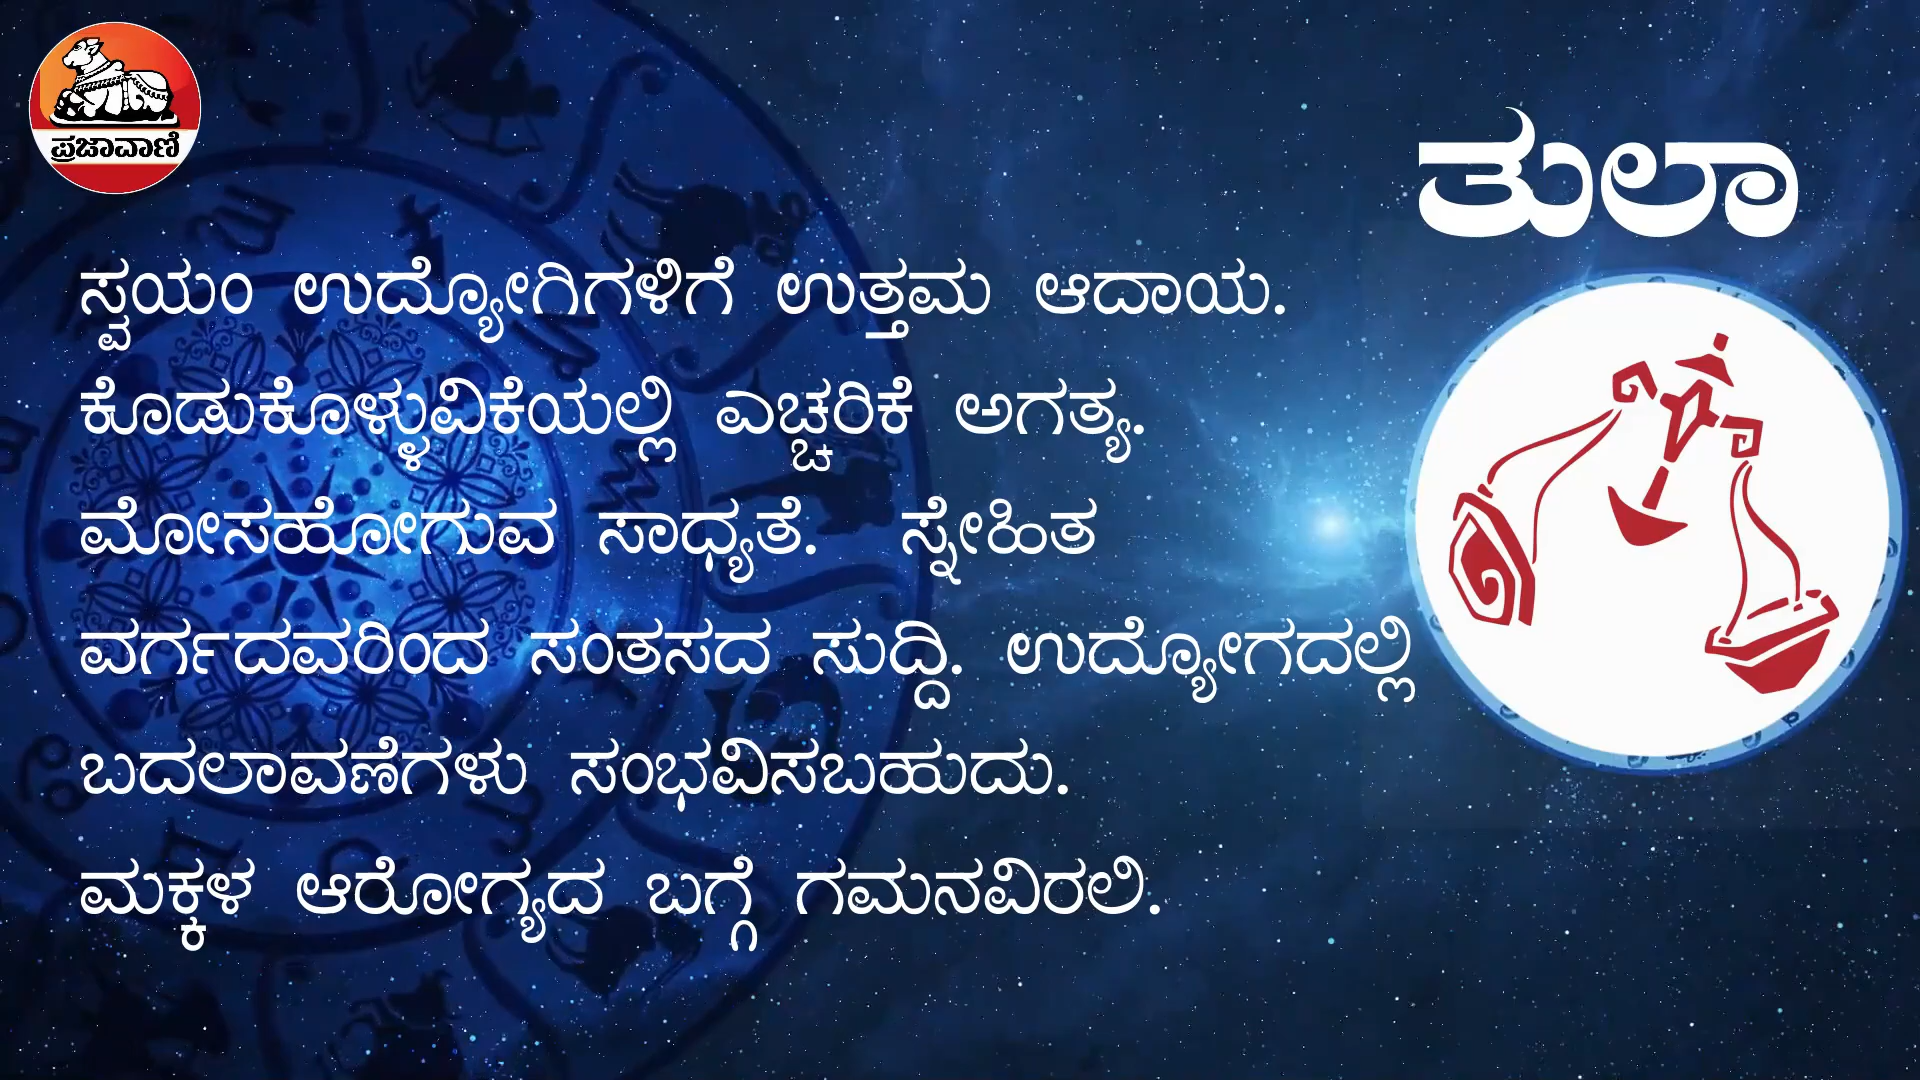 ಪ್ರಜಾವಾಣಿ
ತುಲಾ
ಸ್ವಯಂ ಉದ್ಯೋಗಿಗಳಿಗೆ ಉತ್ತಮ ಆದಾಯ.
ಕೊಡುಕೊಳ್ಳುವಿಕೆಯಲ್ಲಿ ಎಚ್ಚರಿಕೆ ಅಗತ್ಯ.
ಮೋಸಹೋಗುವ ಸಾಧ್ಯತೆ. ಸ್ನೇಹಿತ
ವರ್ಗದವರಿಂದ ಸಂತಸದ ಸುದ್ದಿ. ಉದ್ಯೋಗದಲ್ಲಿ
ಬದಲಾವಣೆಗಳು ಸಂಭವಿಸಬಹುದು.
ಮಕ್ಕಳ ಆರೋಗ್ಯದ ಬಗ್ಗೆ ಗಮನವಿರಲಿ.